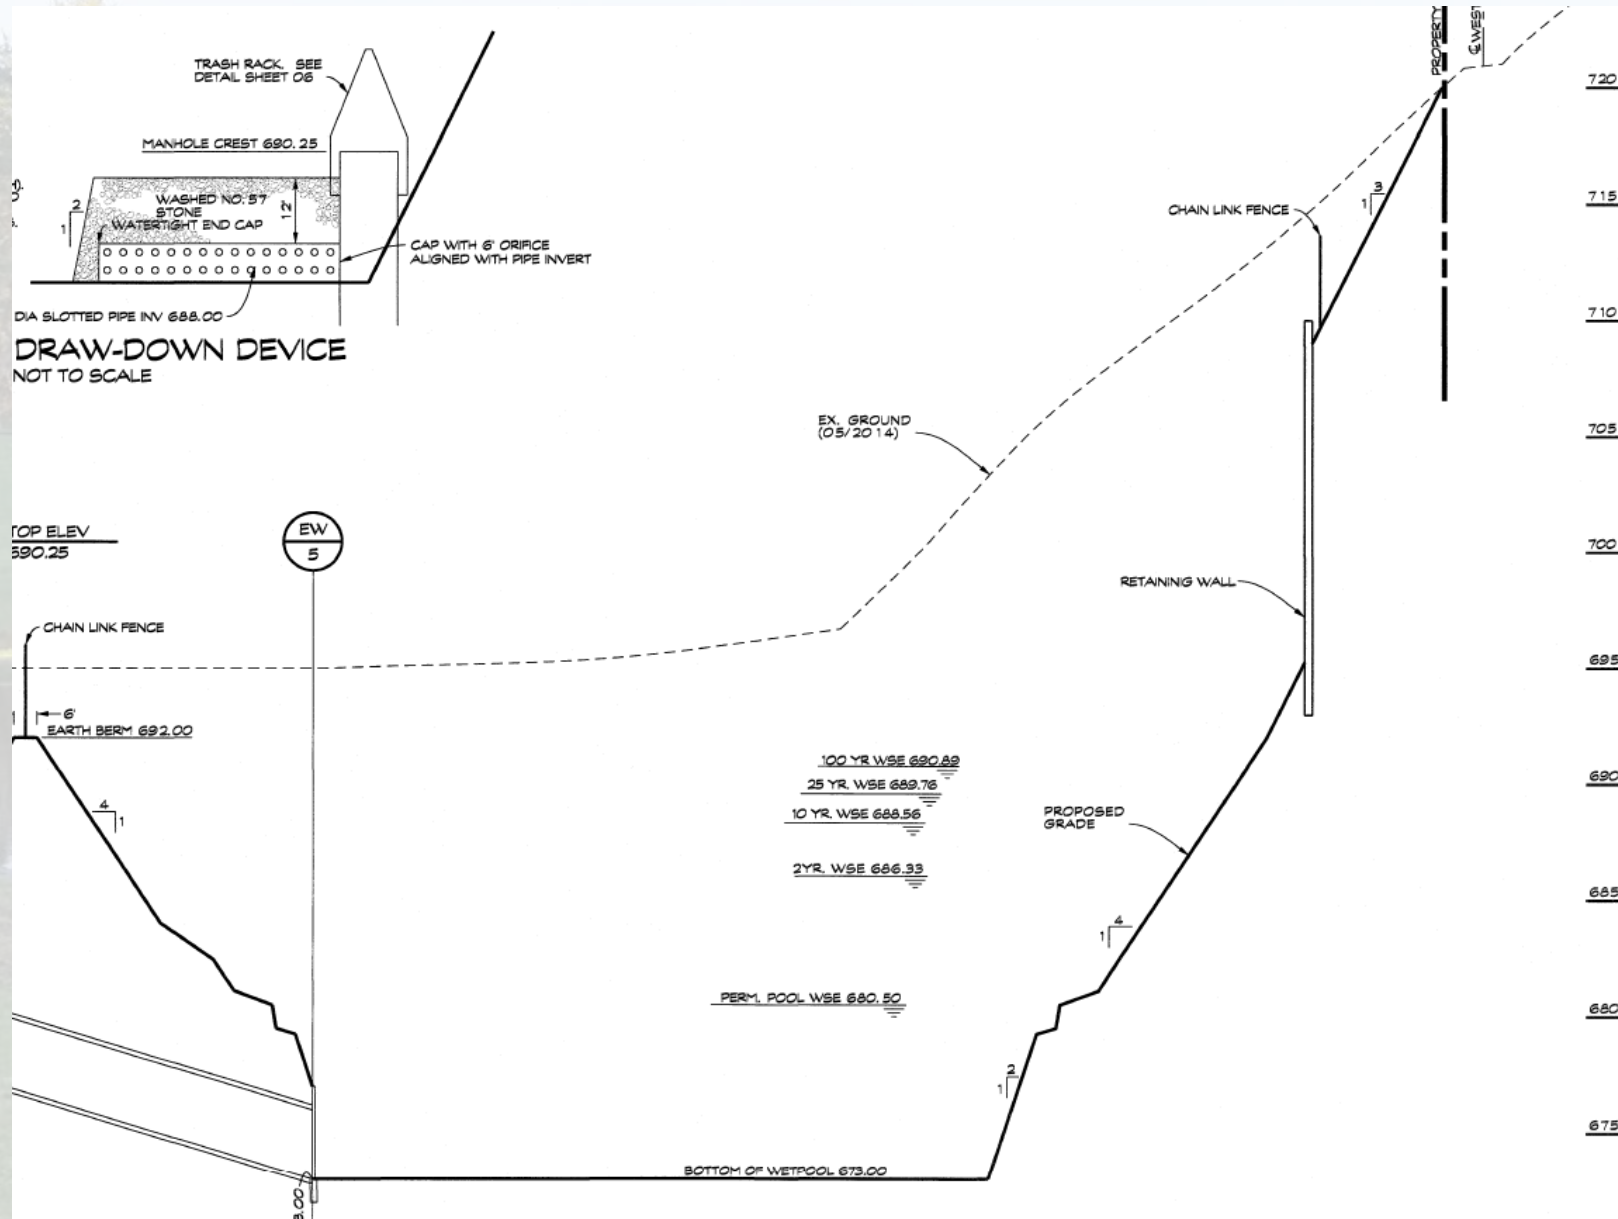 TRASH RACK. SEE
DETAIL SHEET 06
MANHOLE CREST 690.25
WASHED NO. 57
STONE
WATERTIGHT END CAP
12"
2
1
CAP WITH 6" ORIFICE
ALIGNED WITH PIPE INVERT
DIA SLOTTED PIPE INV 688.00
DRAW-DOWN DEVICE
NOT TO SCALE
PROPERTY
℄ WEST
720
715
710
705
700
695
690
685
680
675
3
1
CHAIN LINK FENCE
EX. GROUND
(05/2014)
TOP ELEV
690.25
EW
5
RETAINING WALL
CHAIN LINK FENCE
6'
EARTH BERM 692.00
4
1
100 YR WSE 690.89
25 YR. WSE 689.76
10 YR. WSE 688.56
2YR. WSE 686.33
PROPOSED
GRADE
4
1
PERM. POOL WSE 680.50
2
1
BOTTOM OF WETPOOL 673.00